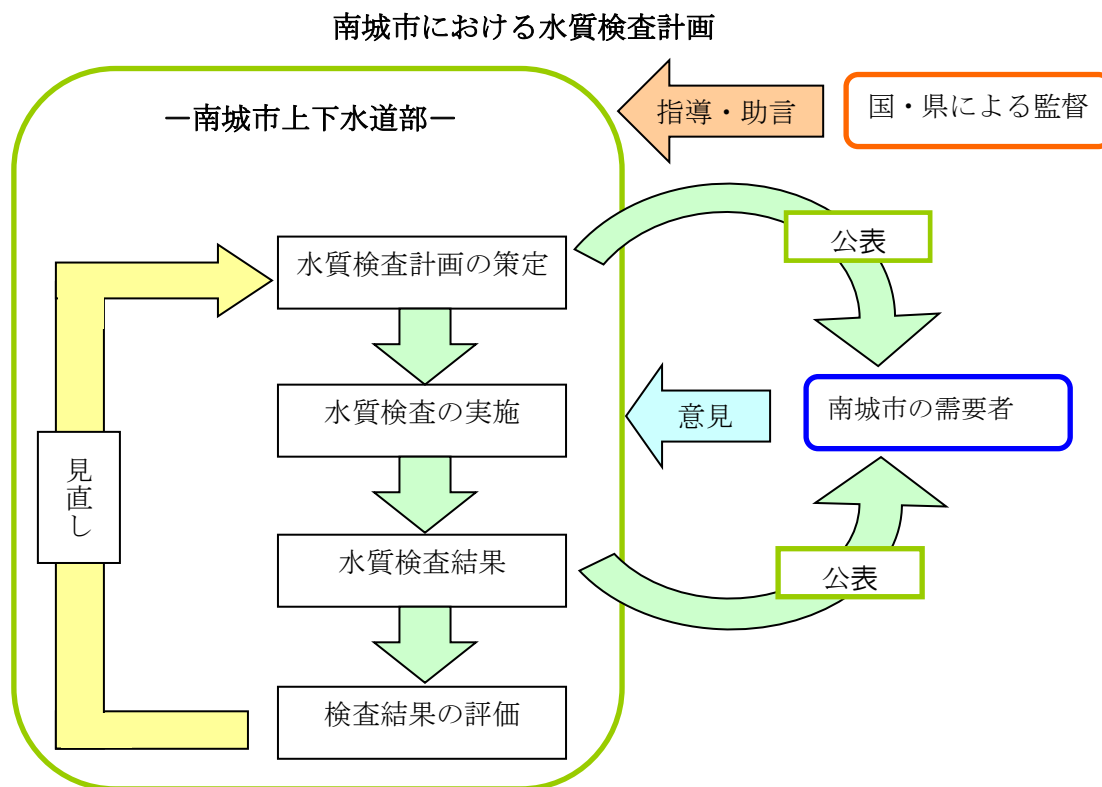 南城市における水質検査計画
－南城市上下水道部－
指導・助言
国・県による監督
水質検査計画の策定
公表
水質検査の実施
意見
南城市の需要者
見直し
水質検査結果
公表
検査結果の評価